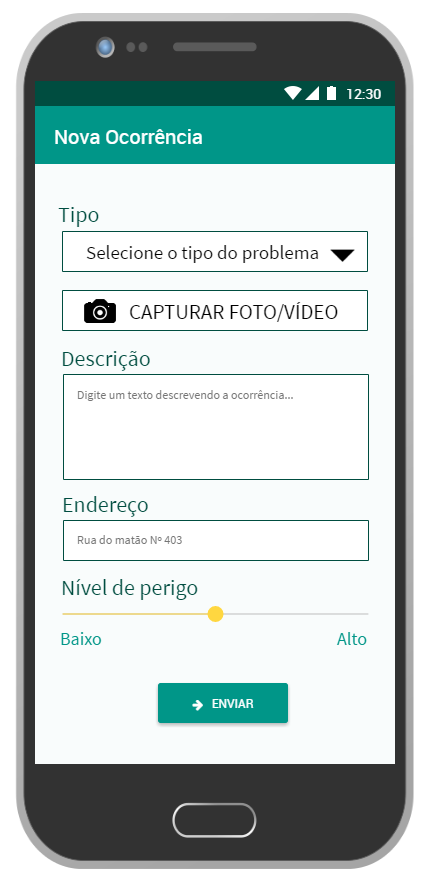 12:30
Nova Ocorrência
Tipo
Selecione o tipo do problema
CAPTURAR FOTO/VÍDEO
Descrição
Digite um texto descrevendo a ocorrência...
Endereço
Rua do matão Nº 403
Nível de perigo
Baixo Alto
ENVIAR